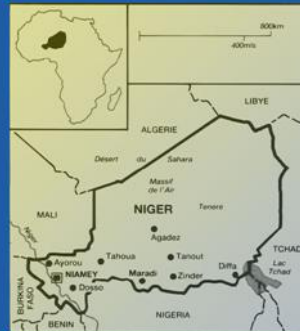 800km
400mls
LIBYE
ALGERIE
Désert du Sahara
Massif
de l'Aïr
MALI
NIGER
Tenere
Agadez
TCHAD
Niger
Ayorou
Tahoua
Tanout
Diffa
Lac
Tchad
NIAMEY
Maradi
Zinder
Dosso
BURKINA
FASO
BENIN
NIGERIA